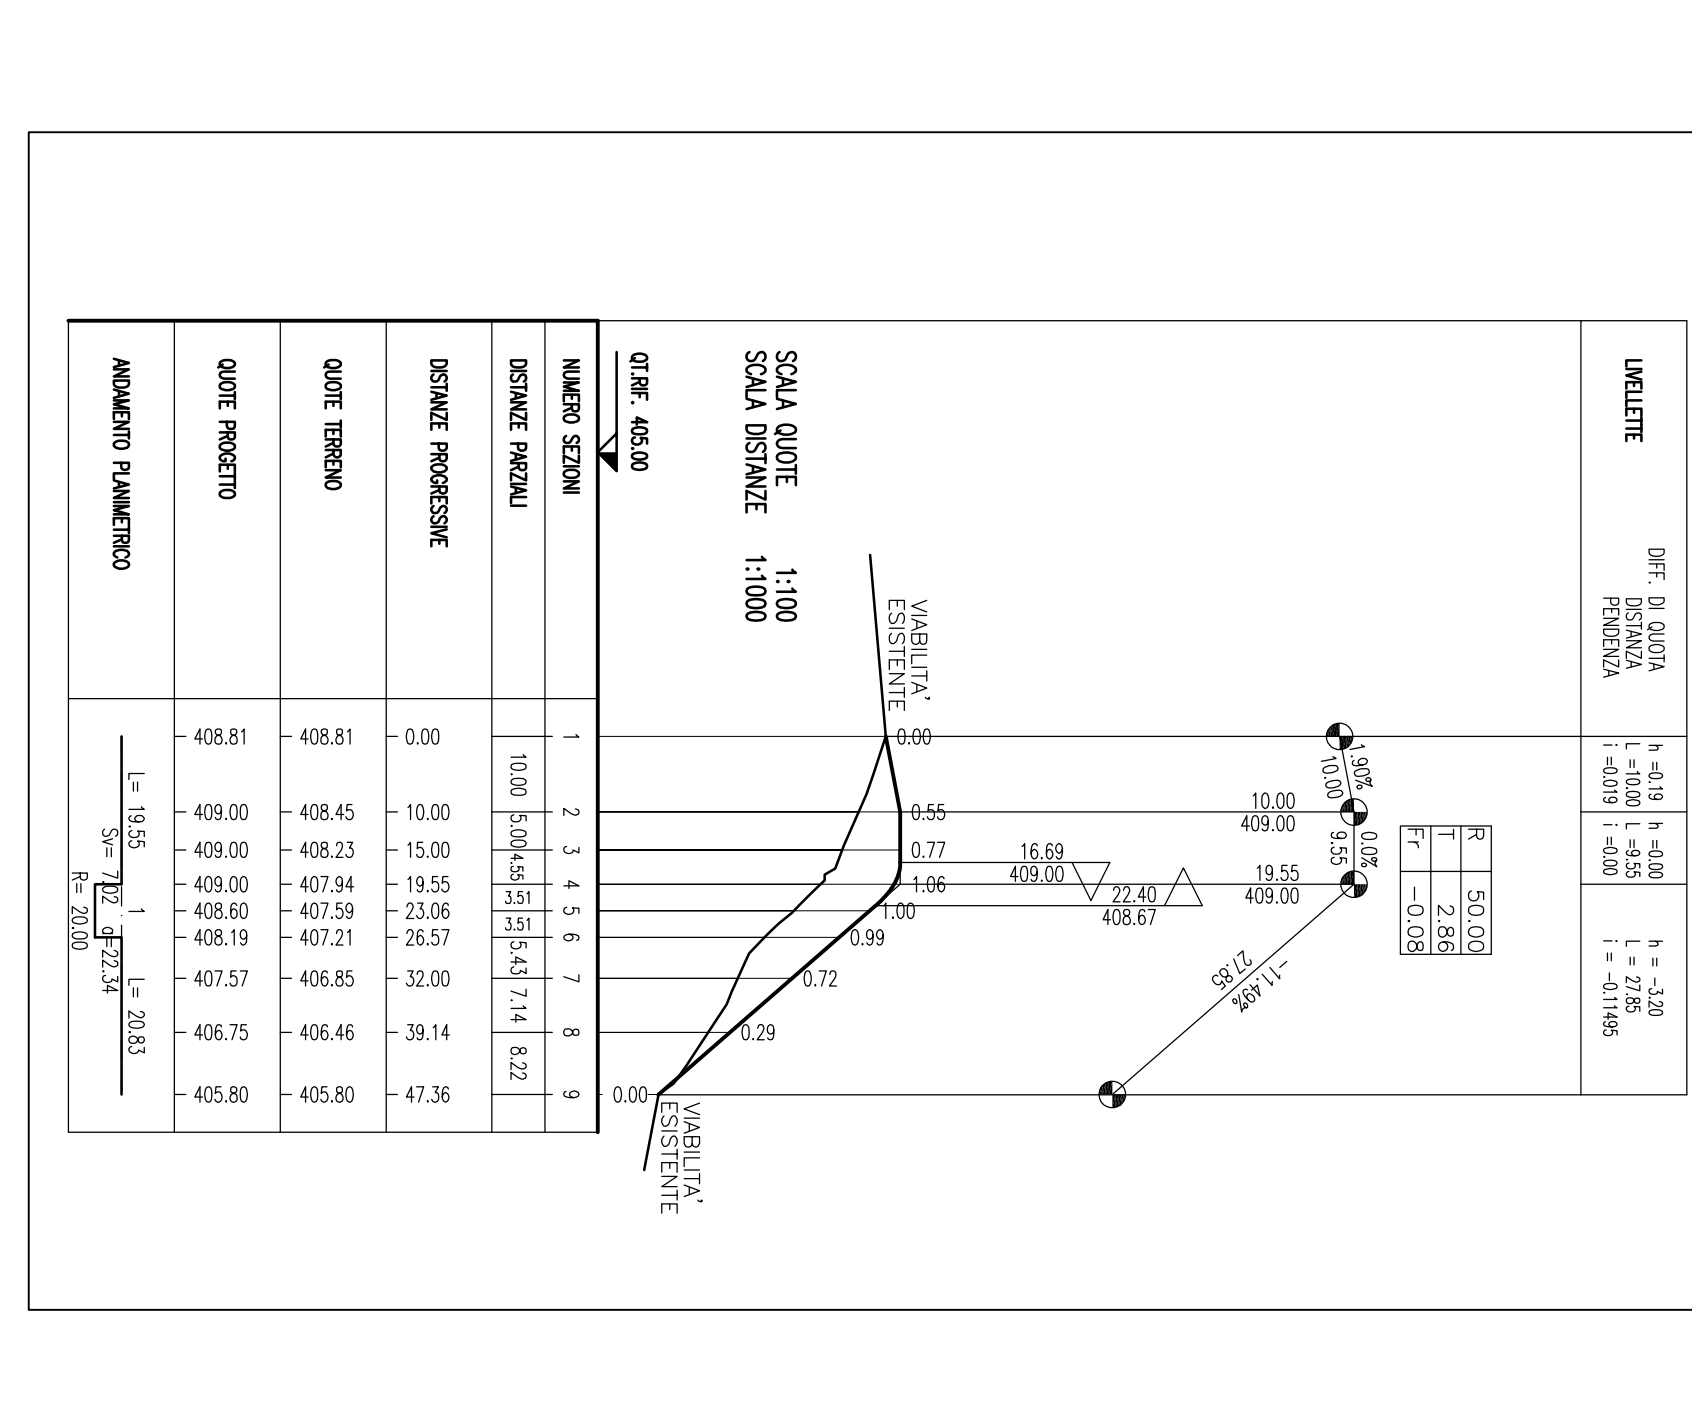 LIVELLETTE
DIFF. DI QUOTA
DISTANZA
PENDENZA
h =0.19
L =10.00
i =0.019
h =0.00
L =9.55
i =0.00
h = -3.20
L = 27.85
i = -0.11495
R 50.00
T 2.86
Fr -0.08
1.90%
10.00
0.0%
9.55
-11.49%
27.85
10.00
409.00
19.55
409.00
16.69
409.00
22.40
408.67
VIABILITA'
ESISTENTE
0.00
0.55
0.77
1.06
1.00
0.99
0.72
0.29
0.00
VIABILITA'
ESISTENTE
SCALA QUOTE 1:100
SCALA DISTANZE 1:1000
QT.RIF. 405.00
NUMERO SEZIONI 1 2 3 4 5 6 7 8 9
DISTANZE PARZIALI 10.00 5.00 4.55 3.51 3.51 5.43 7.14 8.22
DISTANZE PROGRESSIVE 0.00 10.00 15.00 19.55 23.06 26.57 32.00 39.14 47.36
QUOTE TERRENO 408.81 408.45 408.23 407.94 407.59 407.21 406.85 406.46 405.80
QUOTE PROGETTO 408.81 409.00 409.00 409.00 408.60 408.19 407.57 406.75 405.80
ANDAMENTO PLANIMETRICO L= 19.55 1 L= 20.83
Sv= 7.02 a=22.34
R= 20.00